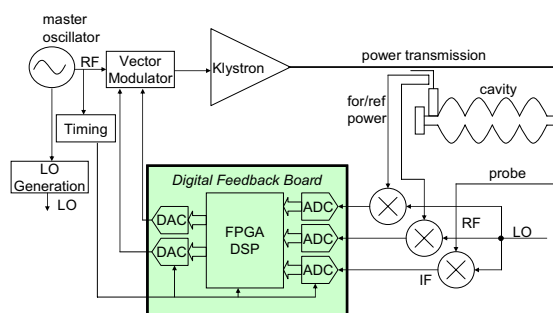 master
oscillator
RF
Vector
Modulator
Klystron
power transmission
cavity
for/ref
power
Timing
LO
Generation
LO
probe
Digital Feedback Board
DAC
DAC
FPGA
DSP
ADC
ADC
ADC
RF
LO
IF